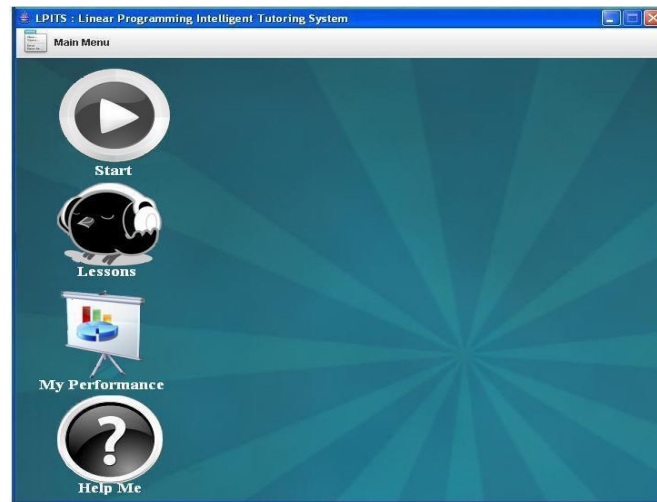 LPITS : Linear Programming Intelligent Tutoring System
Main Menu
Start
Lessons
My Performance
Help Me